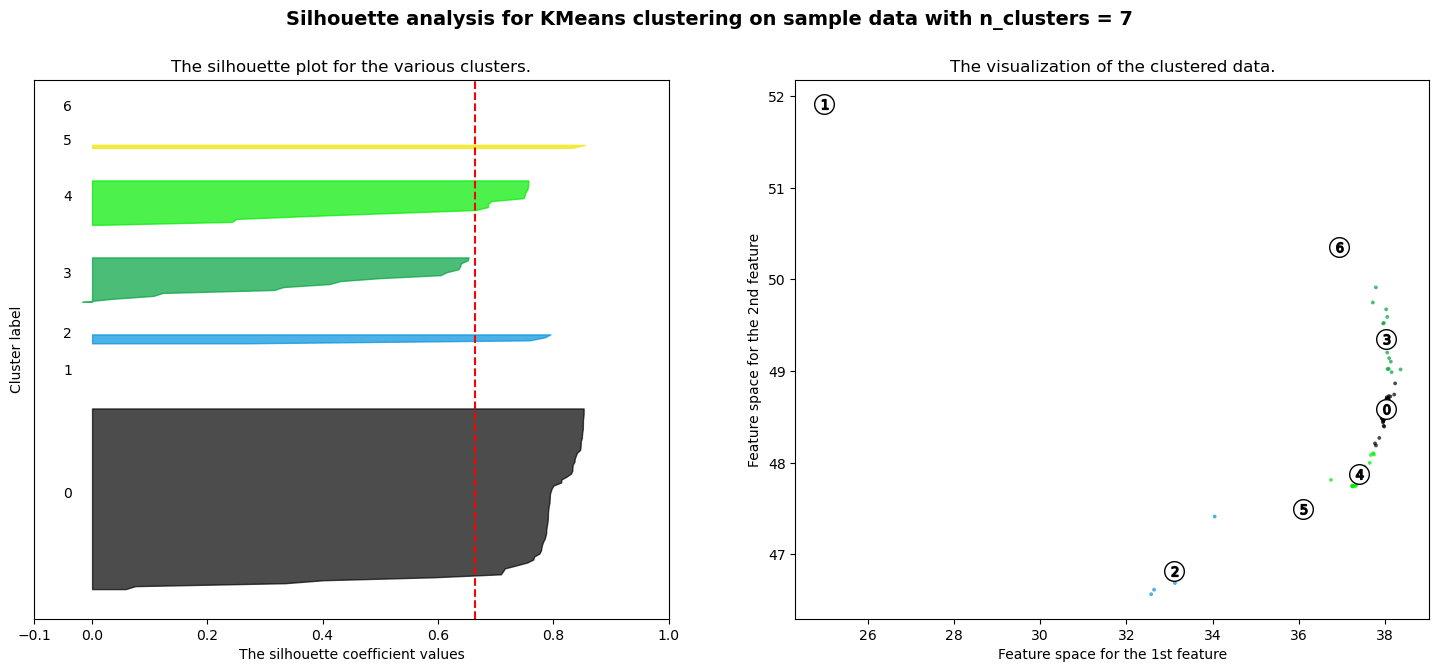 Silhouette analysis for KMeans clustering on sample data with n_clusters = 7
The silhouette plot for the various clusters.
6
5
4
3
2
1
0
Cluster label
−0.1 0.0 0.2 0.4 0.6 0.8 1.0
The silhouette coefficient values
The visualization of the clustered data.
52
51
50
49
48
47
Feature space for the 2nd feature
1
6
3
0
4
5
2
26 28 30 32 34 36 38
Feature space for the 1st feature